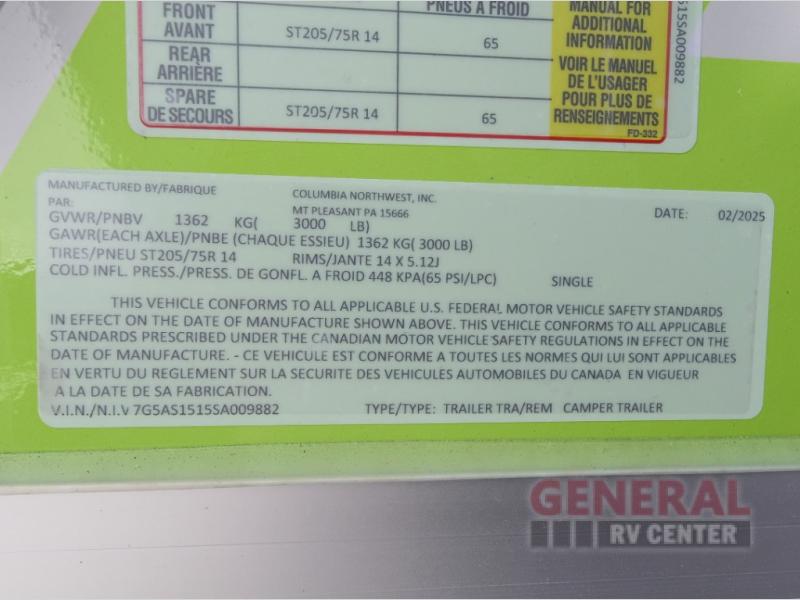 PNEUS À FROID
FRONT
AVANT
ST205/75R 14
65
REAR
ARRIÈRE
SPARE
DE SECOURS
ST205/75R 14
65
MANUAL FOR
ADDITIONAL
INFORMATION
VOIR LE MANUEL
DE L'USAGER
POUR PLUS DE
RENSEIGNEMENTS
FD-332
515SA009882
MANUFACTURED BY/FABRIQUE COLUMBIA NORTHWEST, INC.
PAR: MT PLEASANT PA 15666 DATE: 02/2025
GVWR/PNBV 1362 KG( 3000 LB)
GAWR(EACH AXLE)/PNBE (CHAQUE ESSIEU) 1362 KG( 3000 LB)
TIRES/PNEU ST205/75R 14 RIMS/JANTE 14 X 5.12J
COLD INFL. PRESS./PRESS. DE GONFL. A FROID 448 KPA(65 PSI/LPC) SINGLE
THIS VEHICLE CONFORMS TO ALL APPLICABLE U.S. FEDERAL MOTOR VEHICLE SAFETY STANDARDS
IN EFFECT ON THE DATE OF MANUFACTURE SHOWN ABOVE. THIS VEHICLE CONFORMS TO ALL APPLICABLE
STANDARDS PRESCRIBED UNDER THE CANADIAN MOTOR VEHICLE SAFETY REGULATIONS IN EFFECT ON THE
DATE OF MANUFACTURE. - CE VEHICULE EST CONFORME A TOUTES LES NORMES QUI LUI SONT APPLICABLES
EN VERTU DU REGLEMENT SUR LA SECURITE DES VEHICULES AUTOMOBILES DU CANADA EN VIGUEUR
A LA DATE DE SA FABRICATION.
V.I.N./N.I.V 7G5AS1515SA009882 TYPE/TYPE: TRAILER TRA/REM CAMPER TRAILER
GENERAL
RV CENTER